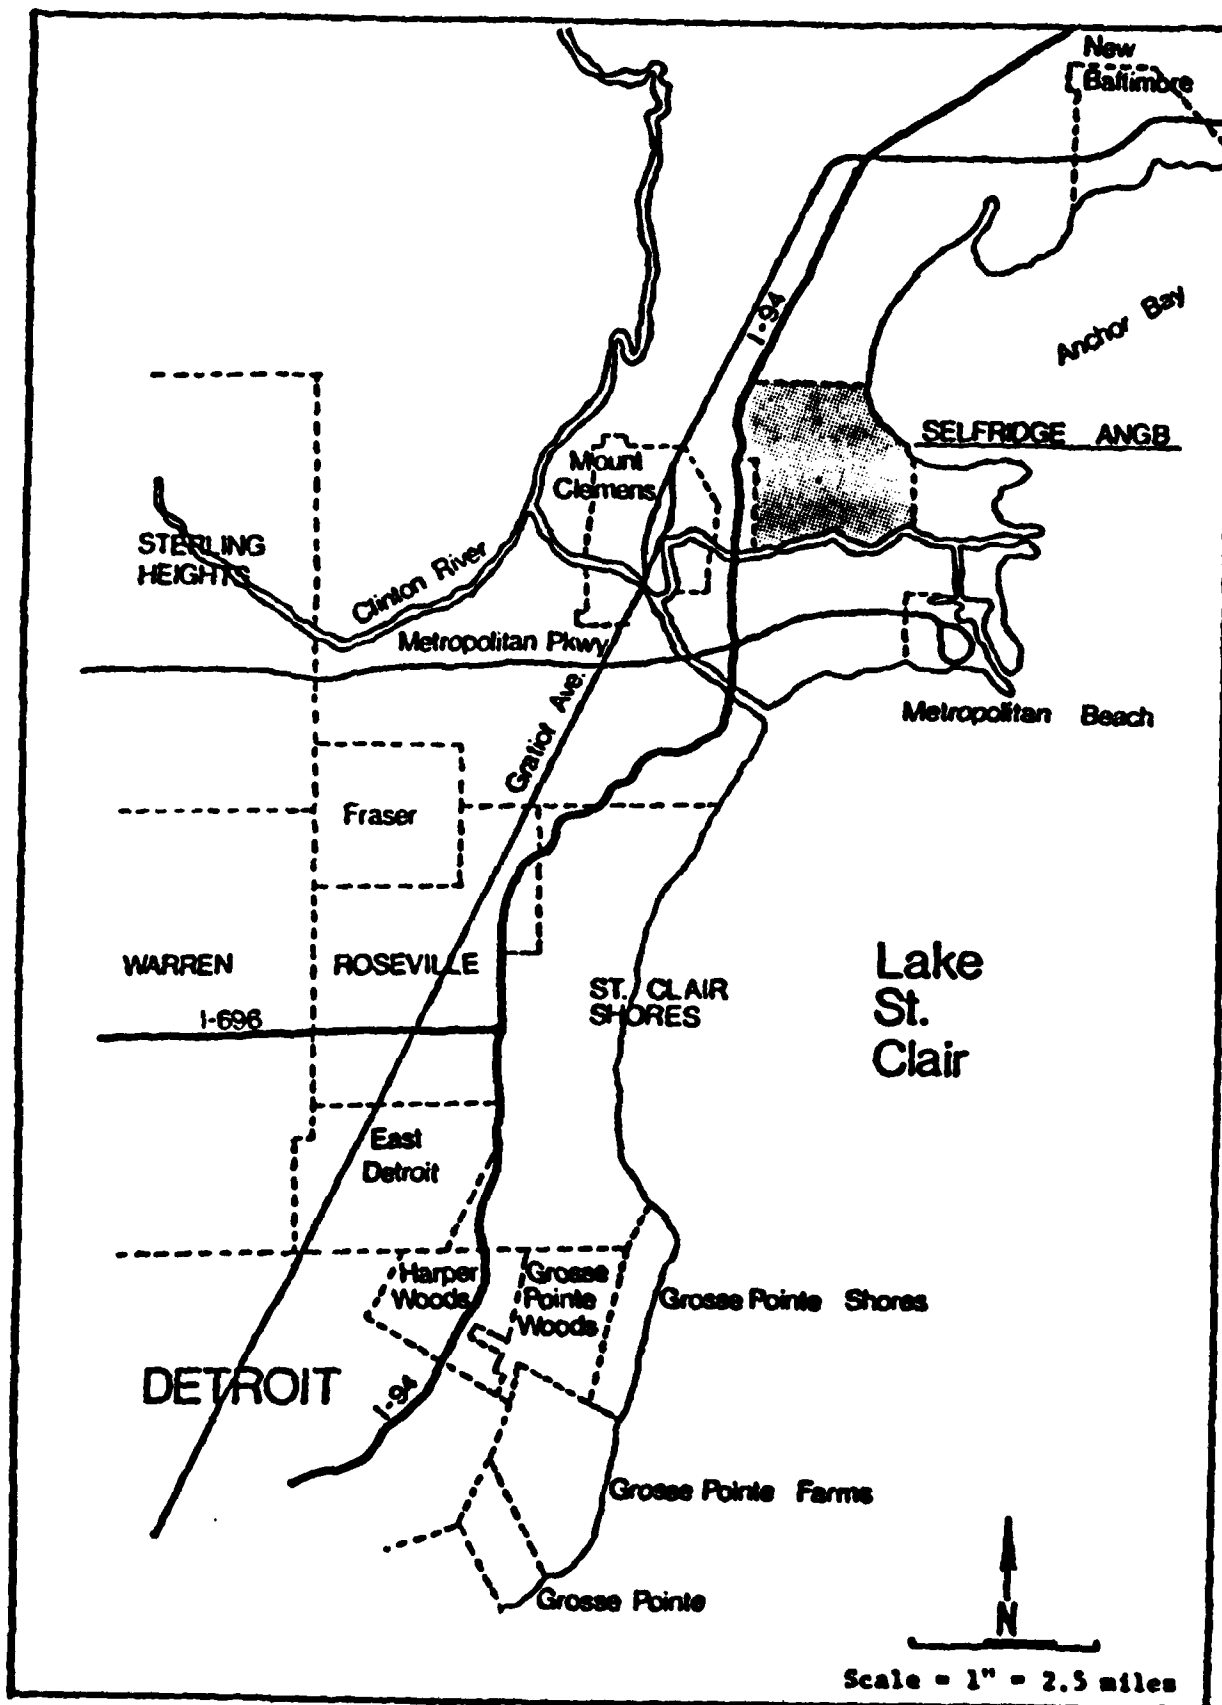 New
Baltimore
I-94
Anchor Bay
SELFRIDGE ANGB
Mount
Clemens
STERLING
HEIGHTS
Clinton River
Metropolitan Pkwy
Gratiot Ave.
Metropolitan Beach
Fraser
WARREN
ROSEVILLE
ST. CLAIR
SHORES
Lake
St.
Clair
I-696
East
Detroit
Harper
Woods
Grosse
Pointe
Woods
Grosse Pointe Shores
DETROIT
I-94
Grosse Pointe Farms
Grosse Pointe
N
Scale = 1" = 2.5 miles